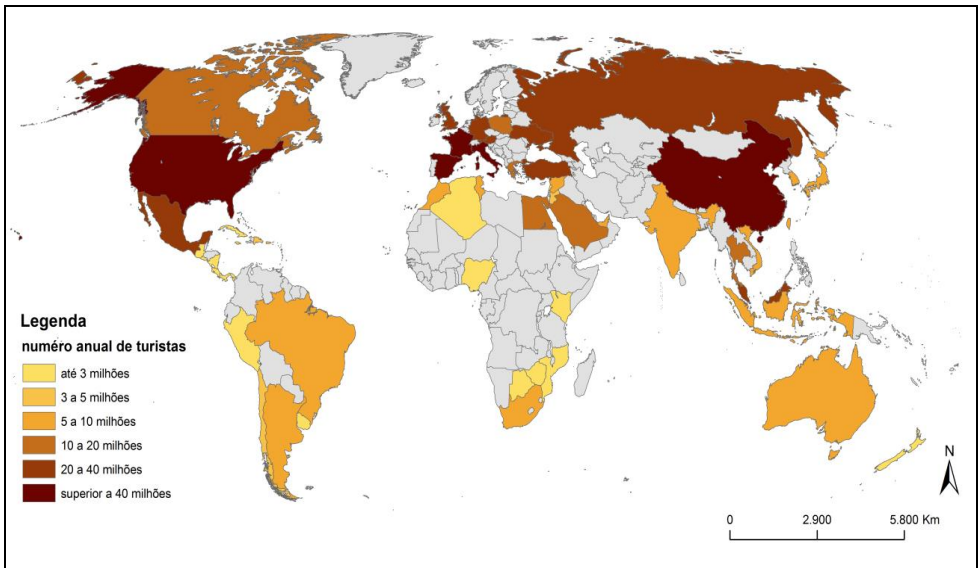 Legenda
numéro anual de turistas
até 3 milhões
3 a 5 milhões
5 a 10 milhões
10 a 20 milhões
20 a 40 milhões
superior a 40 milhões
N
0 2.900 5.800 Km